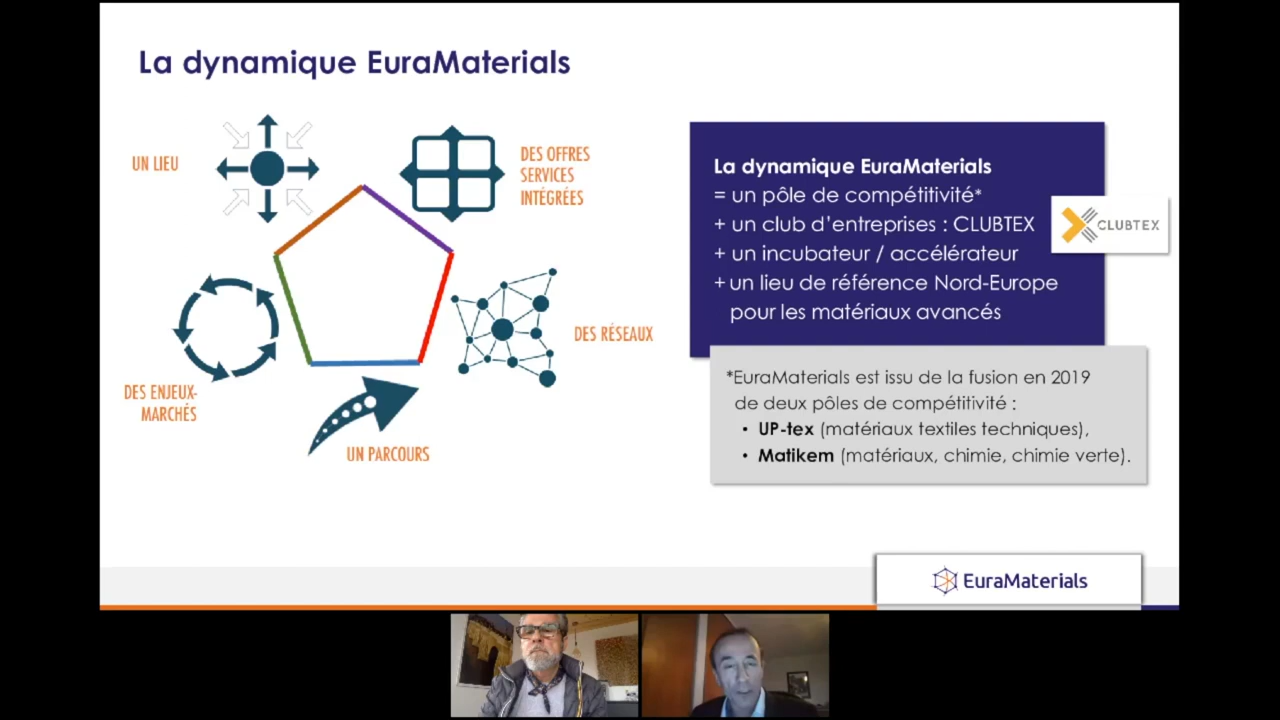 La dynamique EuraMaterials
UN LIEU
DES OFFRES
SERVICES
INTÉGRÉES
DES RÉSEAUX
UN PARCOURS
DES ENJEUX-
MARCHÉS
La dynamique EuraMaterials
= un pôle de compétitivité*
+ un club d'entreprises : CLUBTEX
+ un incubateur / accélérateur
+ un lieu de référence Nord-Europe
pour les matériaux avancés
CLUBTEX
*EuraMaterials est issu de la fusion en 2019
de deux pôles de compétitivité :
• UP-tex (matériaux textiles techniques),
• Matikem (matériaux, chimie, chimie verte).
EuraMaterials